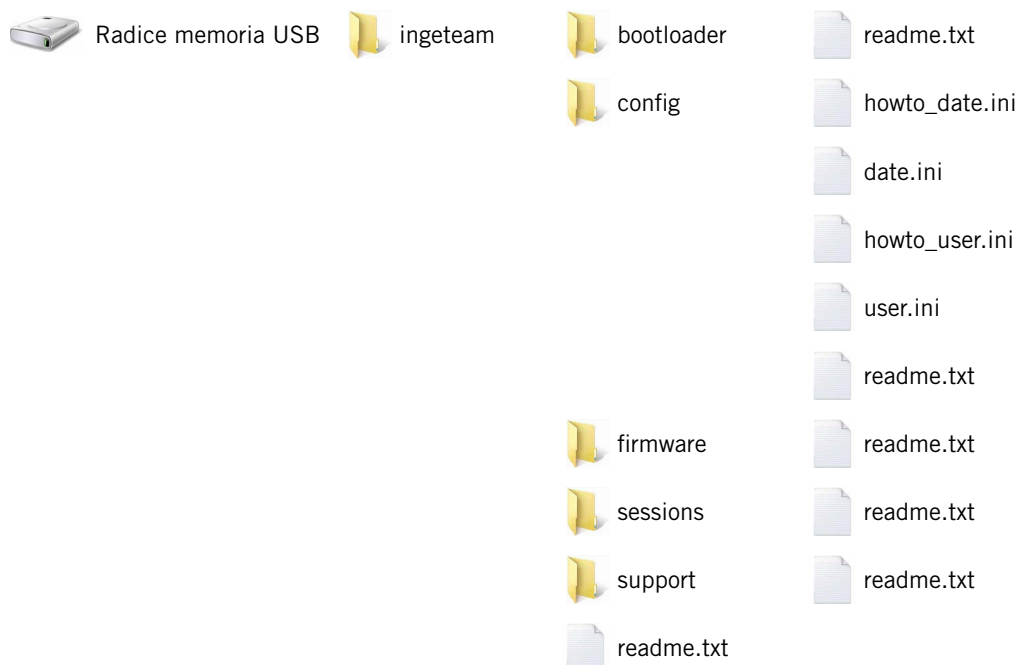 Radice memoria USB ingeteam bootloader readme.txt
config howto_date.ini
date.ini
howto_user.ini
user.ini
readme.txt
firmware readme.txt
sessions readme.txt
support readme.txt
readme.txt